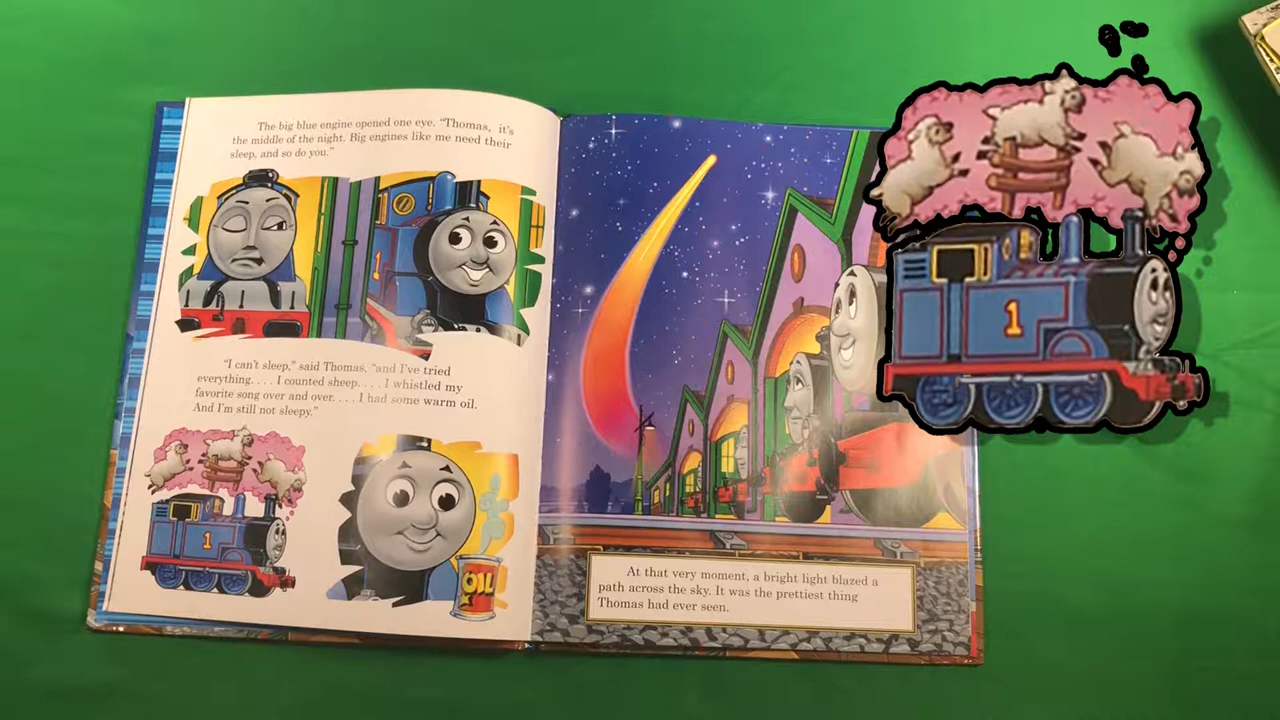 The big blue engine opened one eye. "Thomas, it's
the middle of the night. Big engines like me need their
sleep, and so do you."
1
"I can't sleep," said Thomas, "and I've tried
everything. . . . I counted sheep. . . . I whistled my
favorite song over and over. . . . I had some warm oil.
And I'm still not sleepy."
1
OIL
At that very moment, a bright light blazed a
path across the sky. It was the prettiest thing
Thomas had ever seen.
1